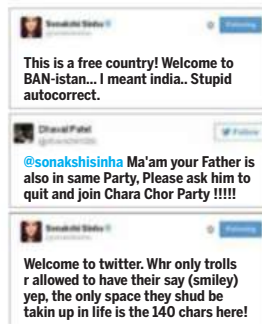 Sonakshi Sinha
Following
This is a free country! Welcome to
BAN-istan... I meant india.. Stupid
autocorrect.
Dhaval Patel
Follow
@sonakshisinha Ma'am your Father is
also in same Party, Please ask him to
quit and join Chara Chor Party !!!!!
Sonakshi Sinha
Following
Welcome to twitter. Whr only trolls
r allowed to have their say (smiley)
yep, the only space they shud be
takin up in life is the 140 chars here!